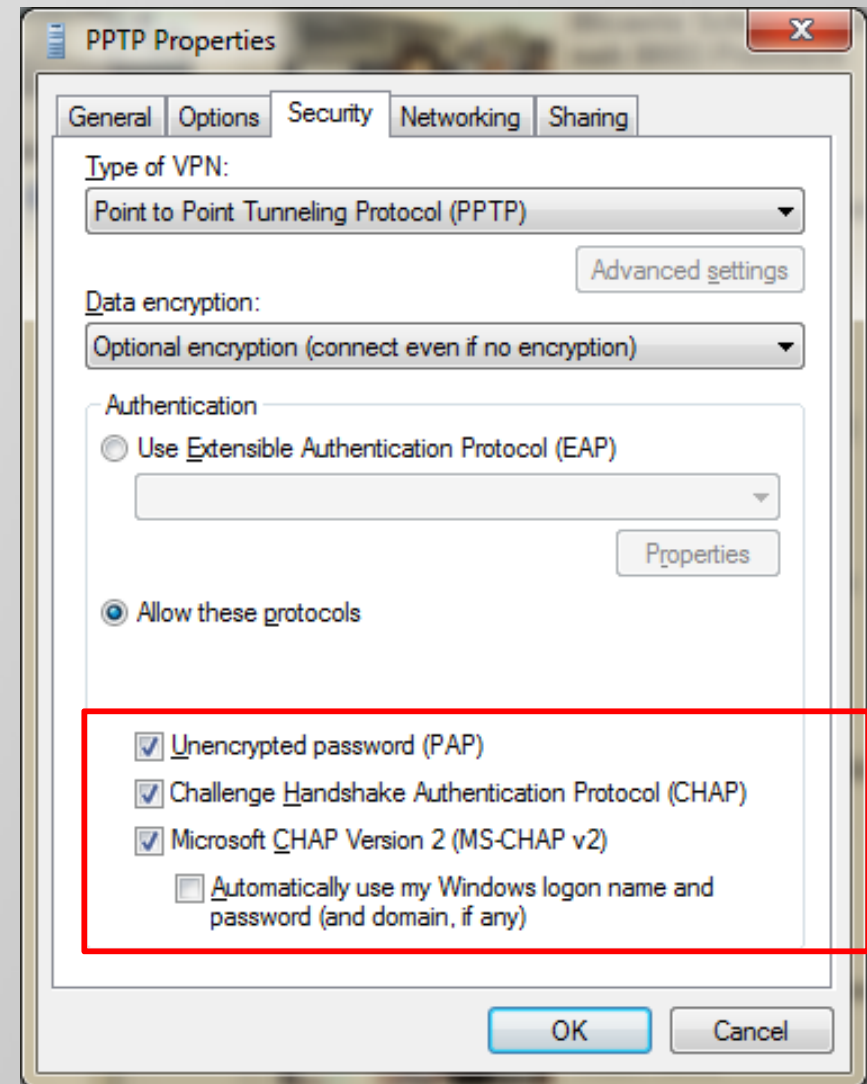 PPTP Properties
General Options Security Networking Sharing
Type of VPN:
Point to Point Tunneling Protocol (PPTP)
Advanced settings
Data encryption:
Optional encryption (connect even if no encryption)
Authentication
Use Extensible Authentication Protocol (EAP)
Properties
Allow these protocols
Unencrypted password (PAP)
Challenge Handshake Authentication Protocol (CHAP)
Microsoft CHAP Version 2 (MS-CHAP v2)
Automatically use my Windows logon name and
password (and domain, if any)
OK Cancel